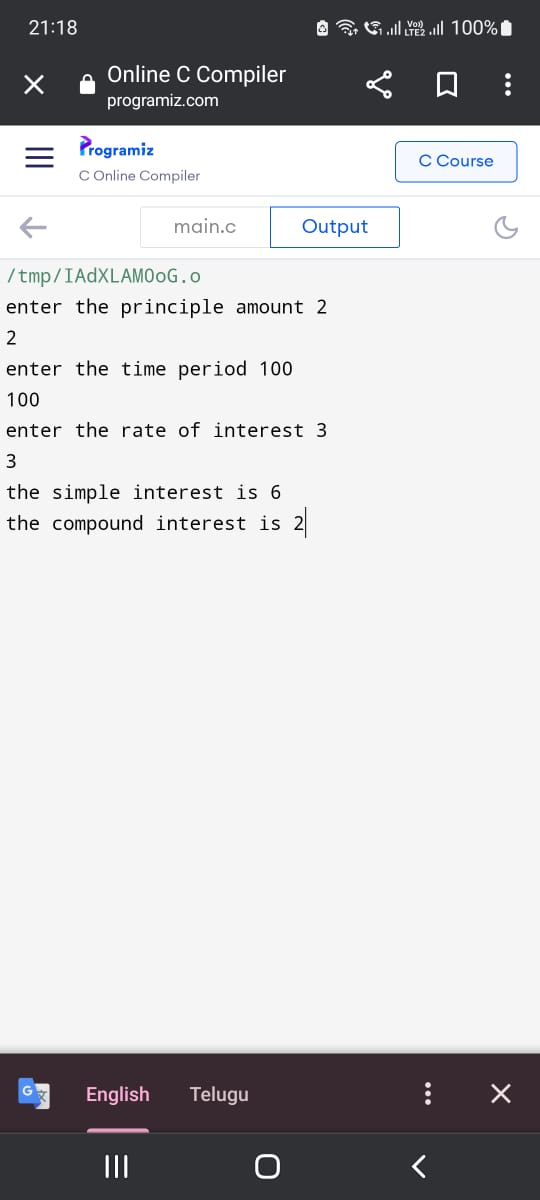 21:18 Vo)) LTE2 100%
Online C Compiler
programiz.com
Programiz
C Online Compiler
C Course
main.c Output
/tmp/IAdXLAMOoG.o
enter the principle amount 2
2
enter the time period 100
100
enter the rate of interest 3
3
the simple interest is 6
the compound interest is 2
G 文 English Telugu